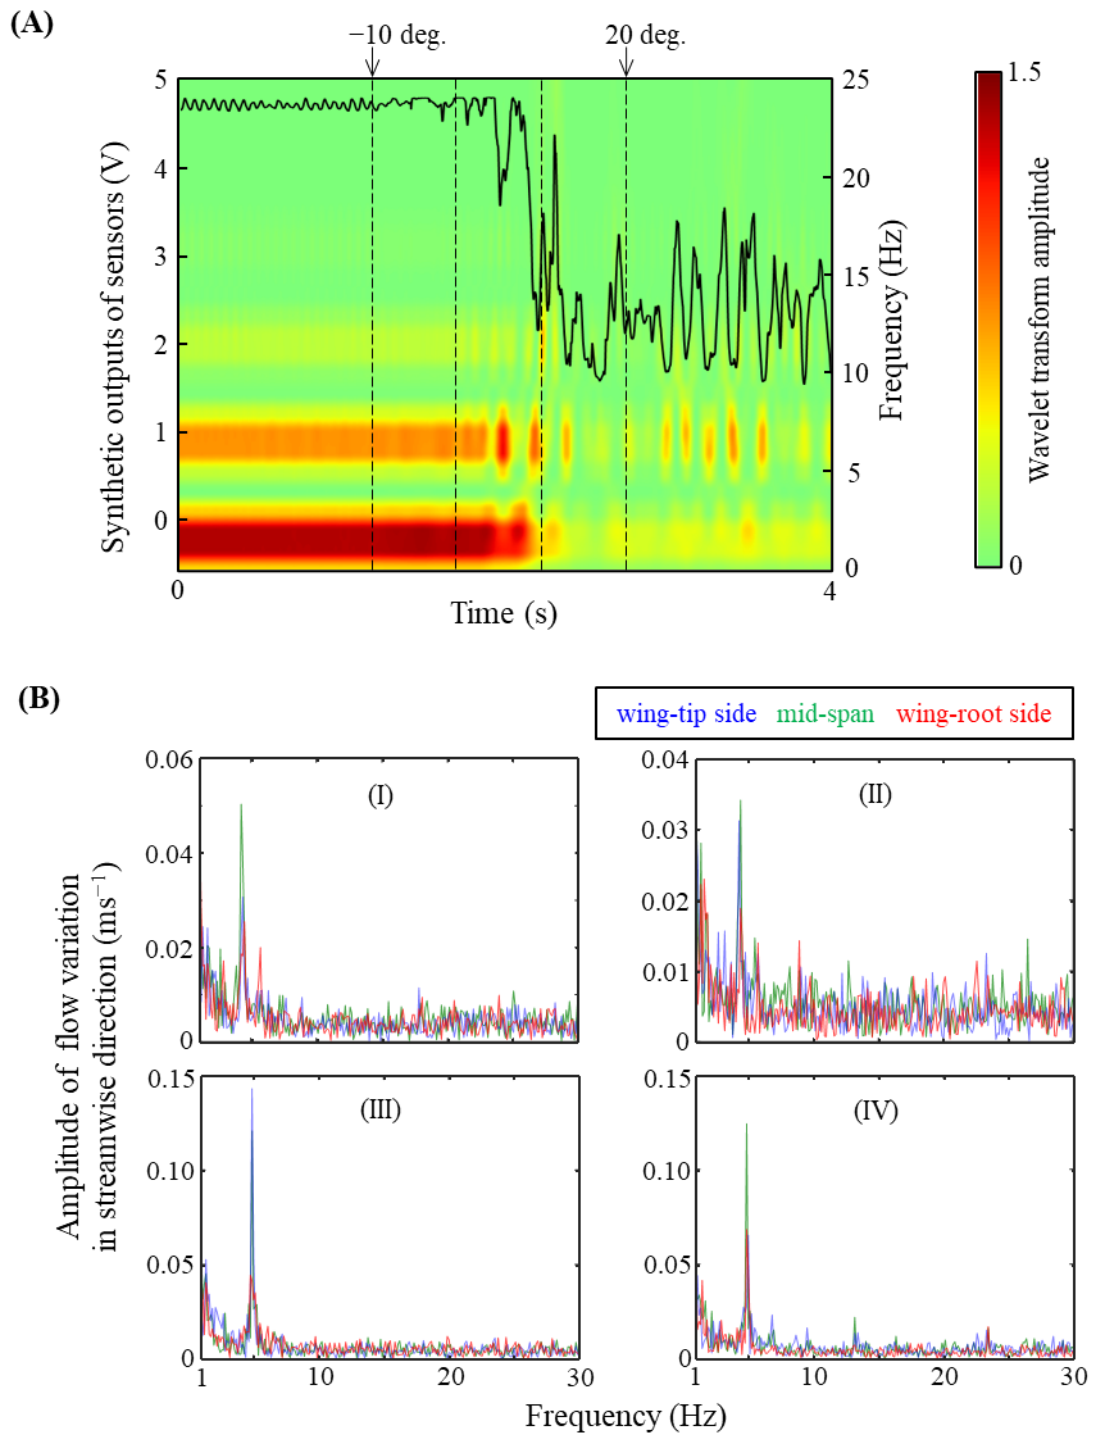 (A)
−10 deg.
20 deg.
5
4
3
2
1
0
Synthetic outputs of sensors (V)
25
20
15
10
5
0
Frequency (Hz)
0
4
Time (s)
1.5
0
Wavelet transform amplitude
(B)
wing-tip side mid-span wing-root side
Amplitude of flow variation
in streamwise direction (ms⁻¹)
(I)
0.06
0.04
0.02
0
(II)
0.04
0.03
0.02
0.01
0
(III)
0.15
0.10
0.05
0
1 10 20 30
(IV)
0.15
0.10
0.05
0
1 10 20 30
Frequency (Hz)